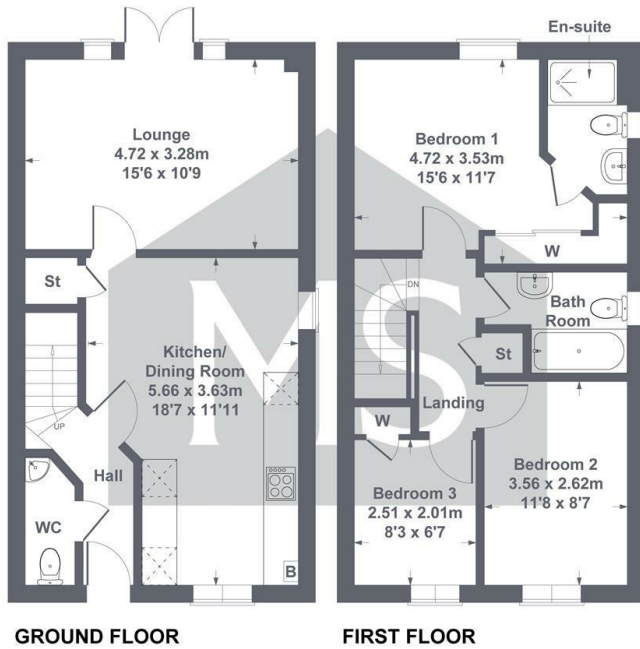 Lounge
4.72 x 3.28m
15'6 x 10'9
St
Kitchen/
Dining Room
5.66 x 3.63m
18'7 x 11'11
UP
Hall
WC
B
GROUND FLOOR
En-suite
Bedroom 1
4.72 x 3.53m
15'6 x 11'7
W
DN
Bath
Room
St
Landing
W
Bedroom 2
3.56 x 2.62m
11'8 x 8'7
Bedroom 3
2.51 x 2.01m
8'3 x 6'7
FIRST FLOOR
MS